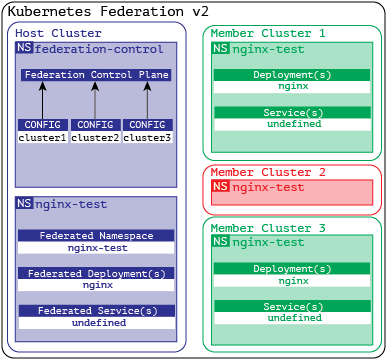 Kubernetes Federation v2
Host Cluster
NS federation-control
Federation Control Plane
CONFIG CONFIG CONFIG
cluster1 cluster2 cluster3
NS nginx-test
Federated Namespace
nginx-test
Federated Deployment(s)
nginx
Federated Service(s)
undefined
Member Cluster 1
NS nginx-test
Deployment(s)
nginx
Service(s)
undefined
Member Cluster 2
NS nginx-test
Member Cluster 3
NS nginx-test
Deployment(s)
nginx
Service(s)
undefined